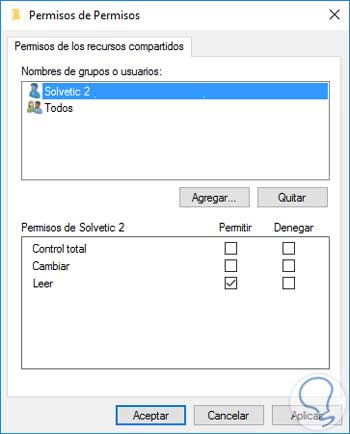 Permisos de Permisos
Permisos de los recursos compartidos
Nombres de grupos o usuarios:
Solvetic 2
Todos
Agregar...
Quitar
Permisos de Solvetic 2
Permitir
Denegar
Control total
Cambiar
Leer
Aceptar
Cancelar
Aplicar